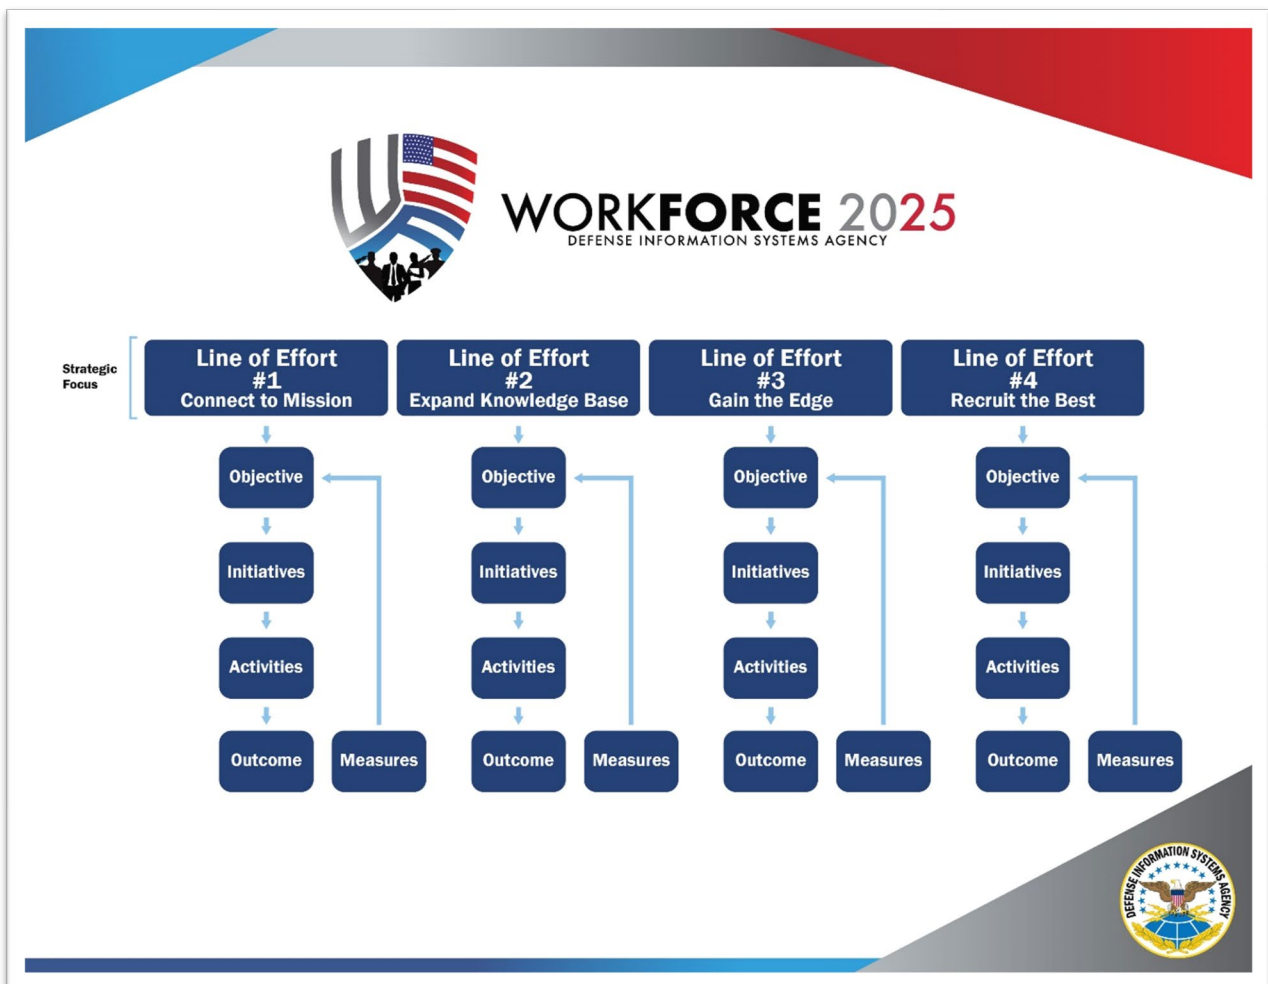 WORKFORCE 2025
DEFENSE INFORMATION SYSTEMS AGENCY
Strategic
Focus
Line of Effort
#1
Connect to Mission
Line of Effort
#2
Expand Knowledge Base
Line of Effort
#3
Gain the Edge
Line of Effort
#4
Recruit the Best
Objective
Objective
Objective
Objective
Initiatives
Initiatives
Initiatives
Initiatives
Activities
Activities
Activities
Activities
Outcome
Measures
Outcome
Measures
Outcome
Measures
Outcome
Measures
DEFENSE INFORMATION SYSTEMS AGENCY